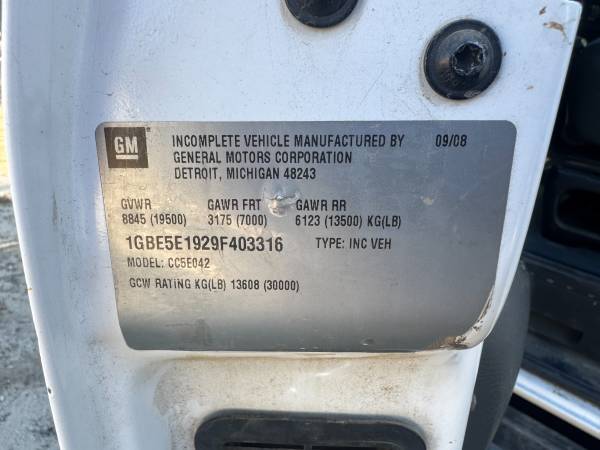 GM
INCOMPLETE VEHICLE MANUFACTURED BY 09/08
GENERAL MOTORS CORPORATION
DETROIT, MICHIGAN 48243
GVWR GAWR FRT GAWR RR
8845 (19500) 3175 (7000) 6123 (13500) KG(LB)
1GBE5E1929F403316 TYPE: INC VEH
MODEL: CC5E042
GCW RATING KG(LB) 13608 (30000)